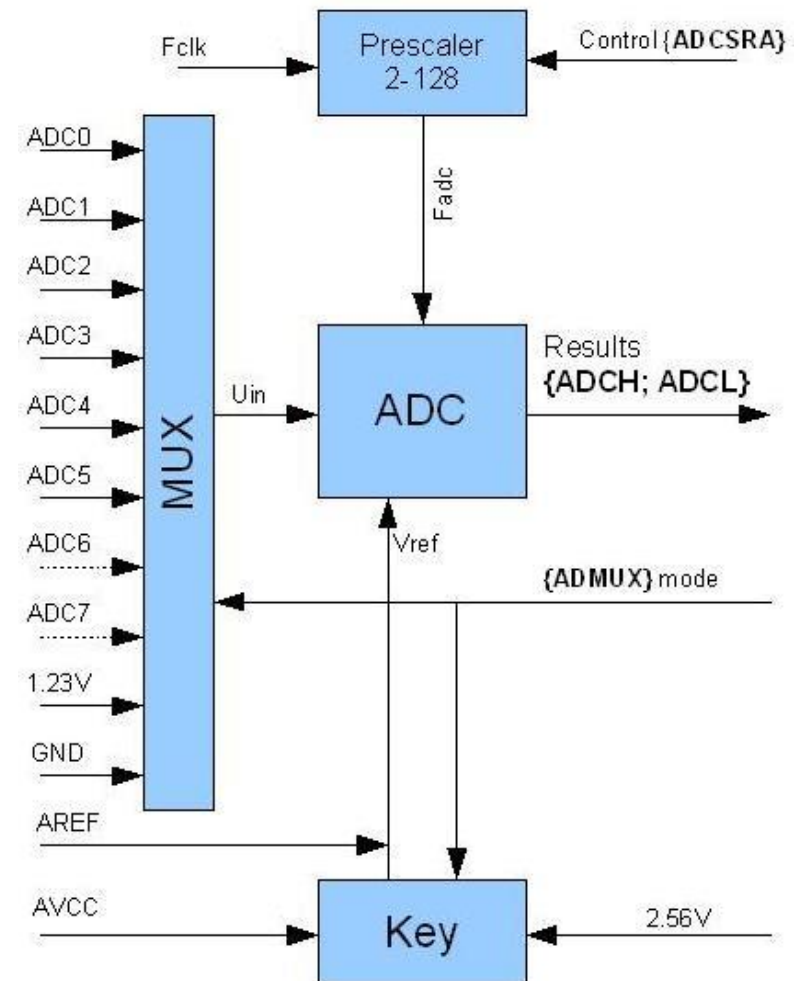 Fclk
Prescaler
2-128
Control {ADCSRA}
ADC0
ADC1
ADC2
ADC3
ADC4
ADC5
ADC6
ADC7
1.23V
GND
MUX
Fadc
Uin
ADC
Results
{ADCH; ADCL}
Vref
{ADMUX} mode
AREF
AVCC
Key
2.56V